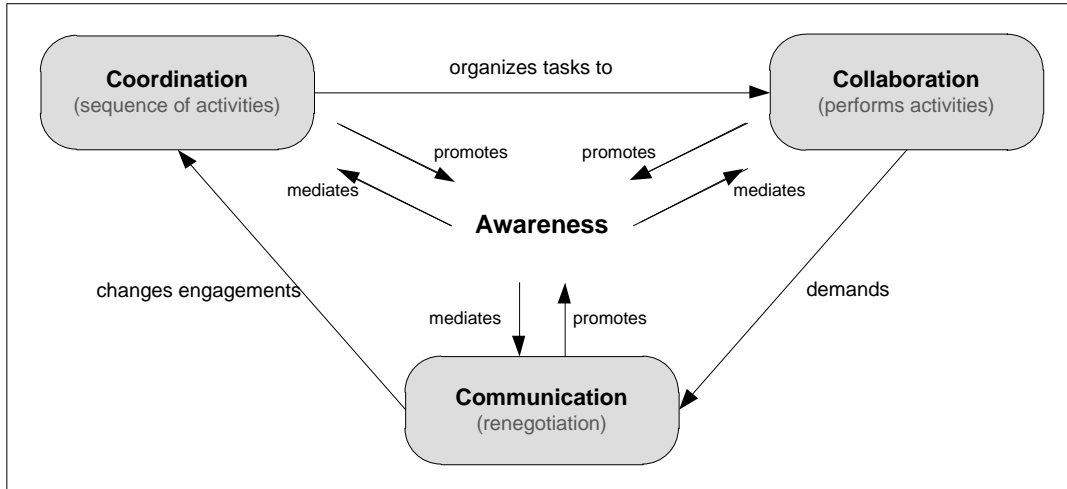 Coordination
(sequence of activities)
organizes tasks to
Collaboration
(performs activities)
promotes
promotes
mediates
mediates
Awareness
changes engagements
demands
mediates
promotes
Communication
(renegotiation)